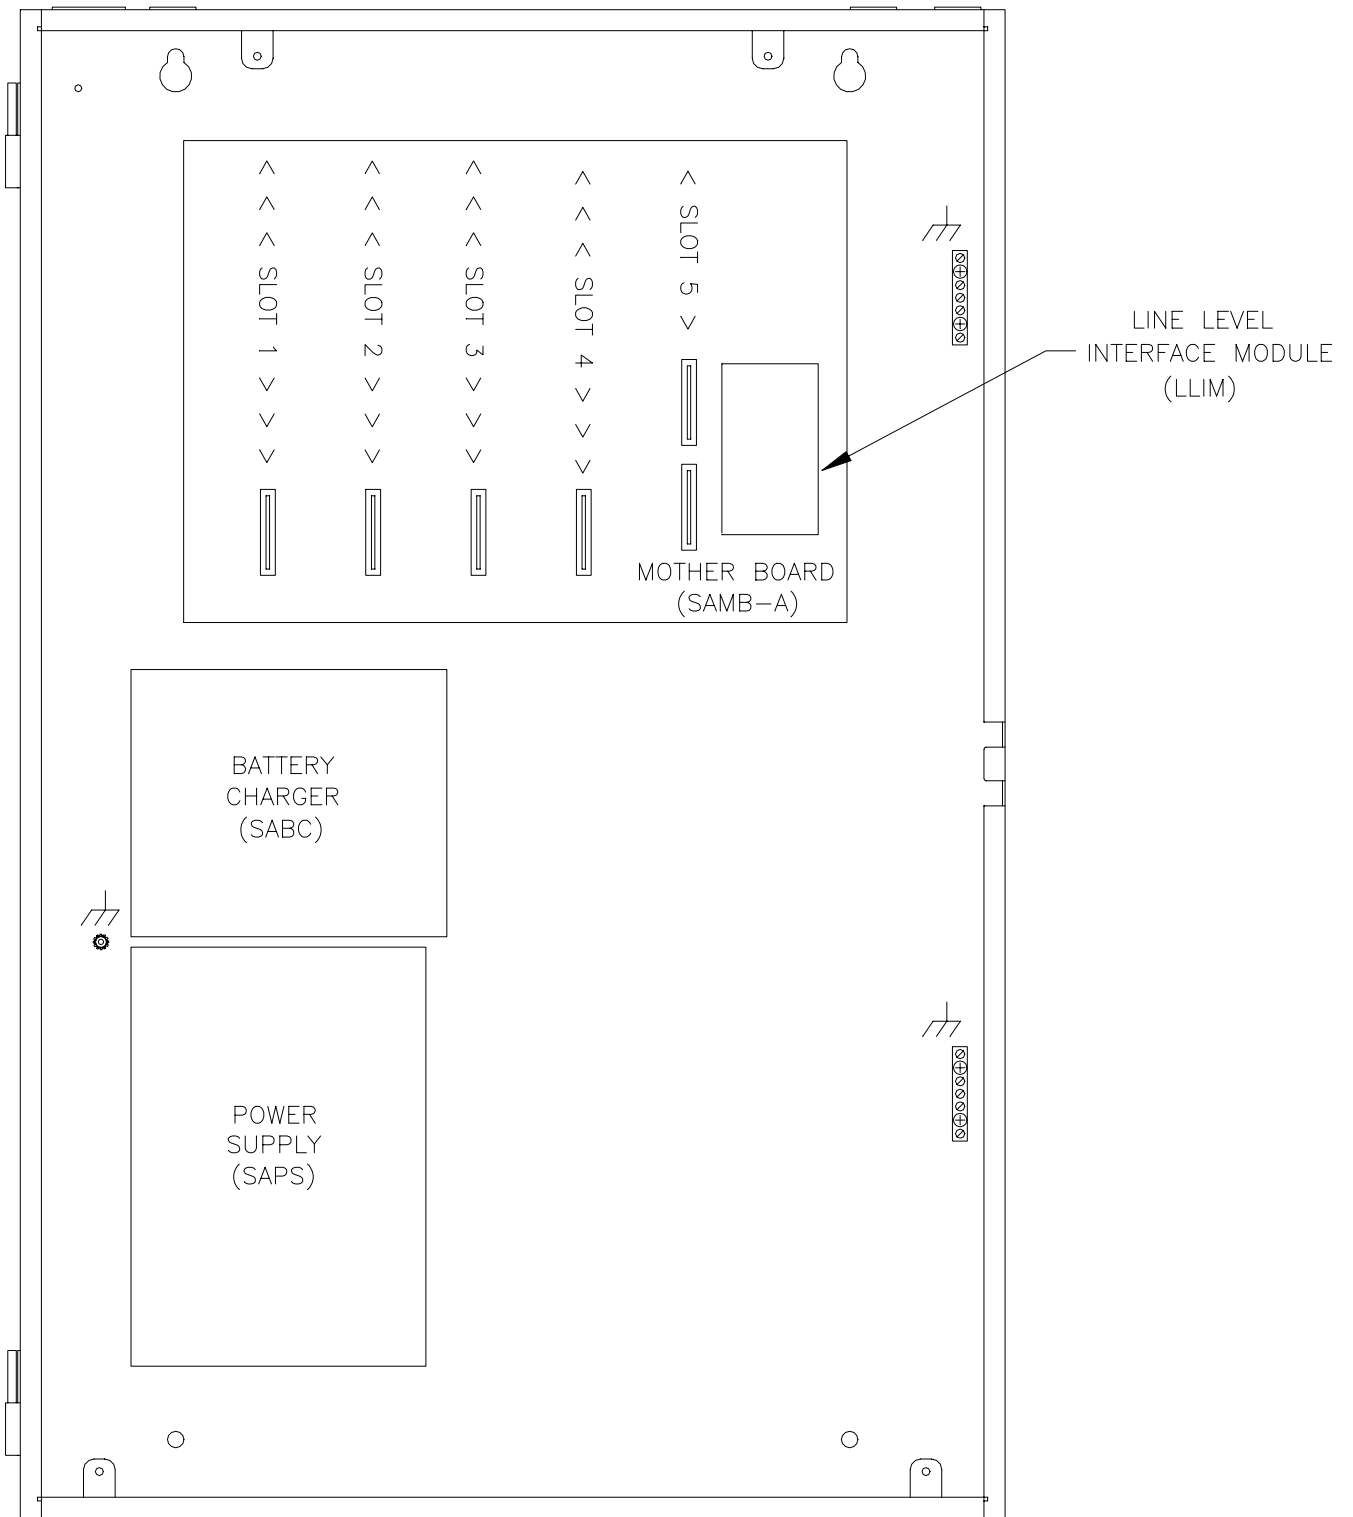 < < < SLOT 1 > > >
< < < SLOT 2 > > >
< < < SLOT 3 > > >
< < < SLOT 4 > > >
< SLOT 5 >
LINE LEVEL
INTERFACE MODULE
(LLIM)
MOTHER BOARD
(SAMB-A)
BATTERY
CHARGER
(SABC)
POWER
SUPPLY
(SAPS)